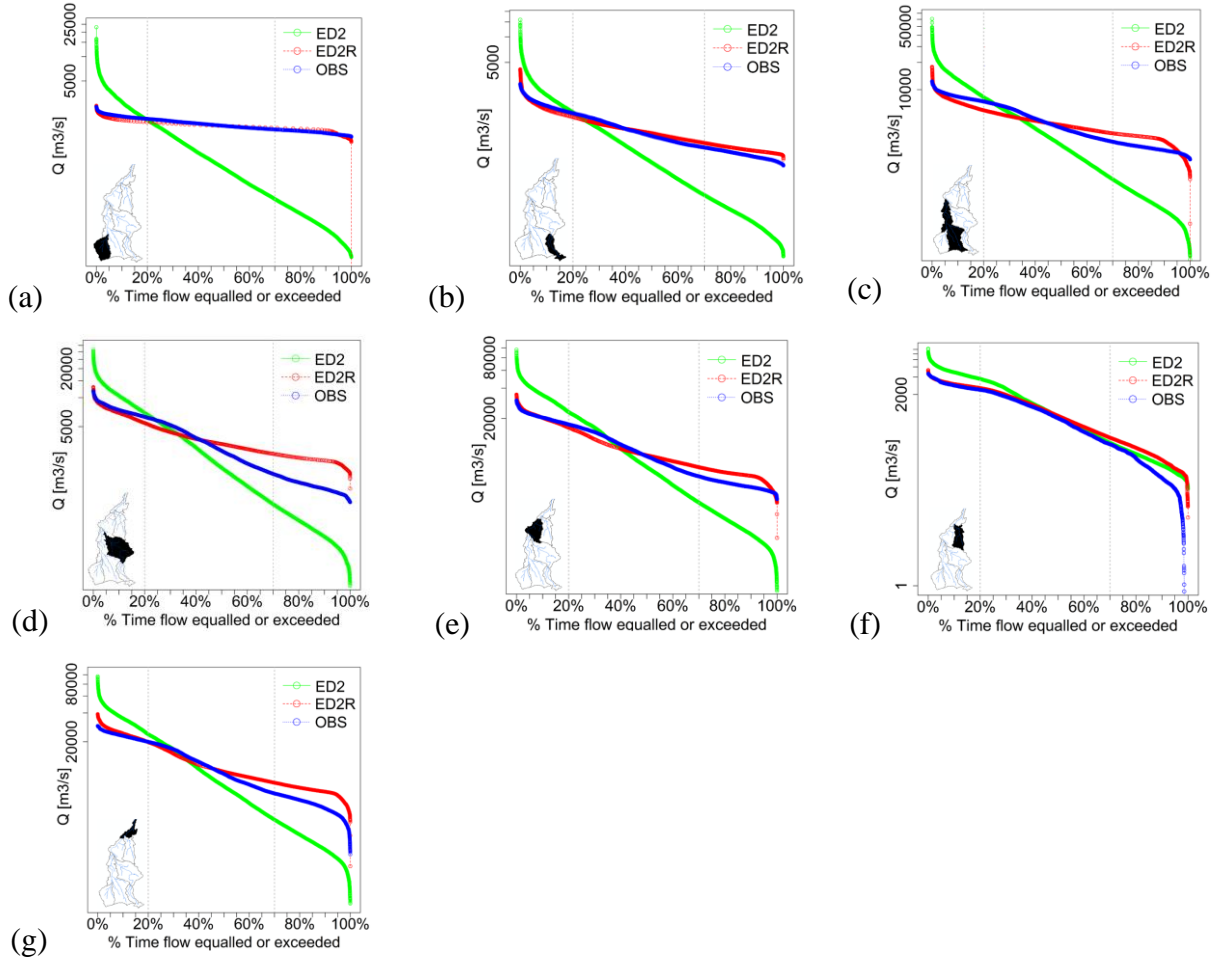 25000
5000
Q [m3/s]
ED2
ED2R
OBS
0% 20% 40% 60% 80% 100%
% Time flow equalled or exceeded
(a)
5000
Q [m3/s]
ED2
ED2R
OBS
0% 20% 40% 60% 80% 100%
% Time flow equalled or exceeded
(b)
50000
10000
Q [m3/s]
ED2
ED2R
OBS
0% 20% 40% 60% 80% 100%
% Time flow equalled or exceeded
(c)
20000
5000
Q [m3/s]
ED2
ED2R
OBS
0% 20% 40% 60% 80% 100%
% Time flow equalled or exceeded
(d)
80000
20000
Q [m3/s]
ED2
ED2R
OBS
0% 20% 40% 60% 80% 100%
% Time flow equalled or exceeded
(e)
2000
1
Q [m3/s]
ED2
ED2R
OBS
0% 20% 40% 60% 80% 100%
% Time flow equalled or exceeded
(f)
80000
20000
Q [m3/s]
ED2
ED2R
OBS
0% 20% 40% 60% 80% 100%
% Time flow equalled or exceeded
(g)